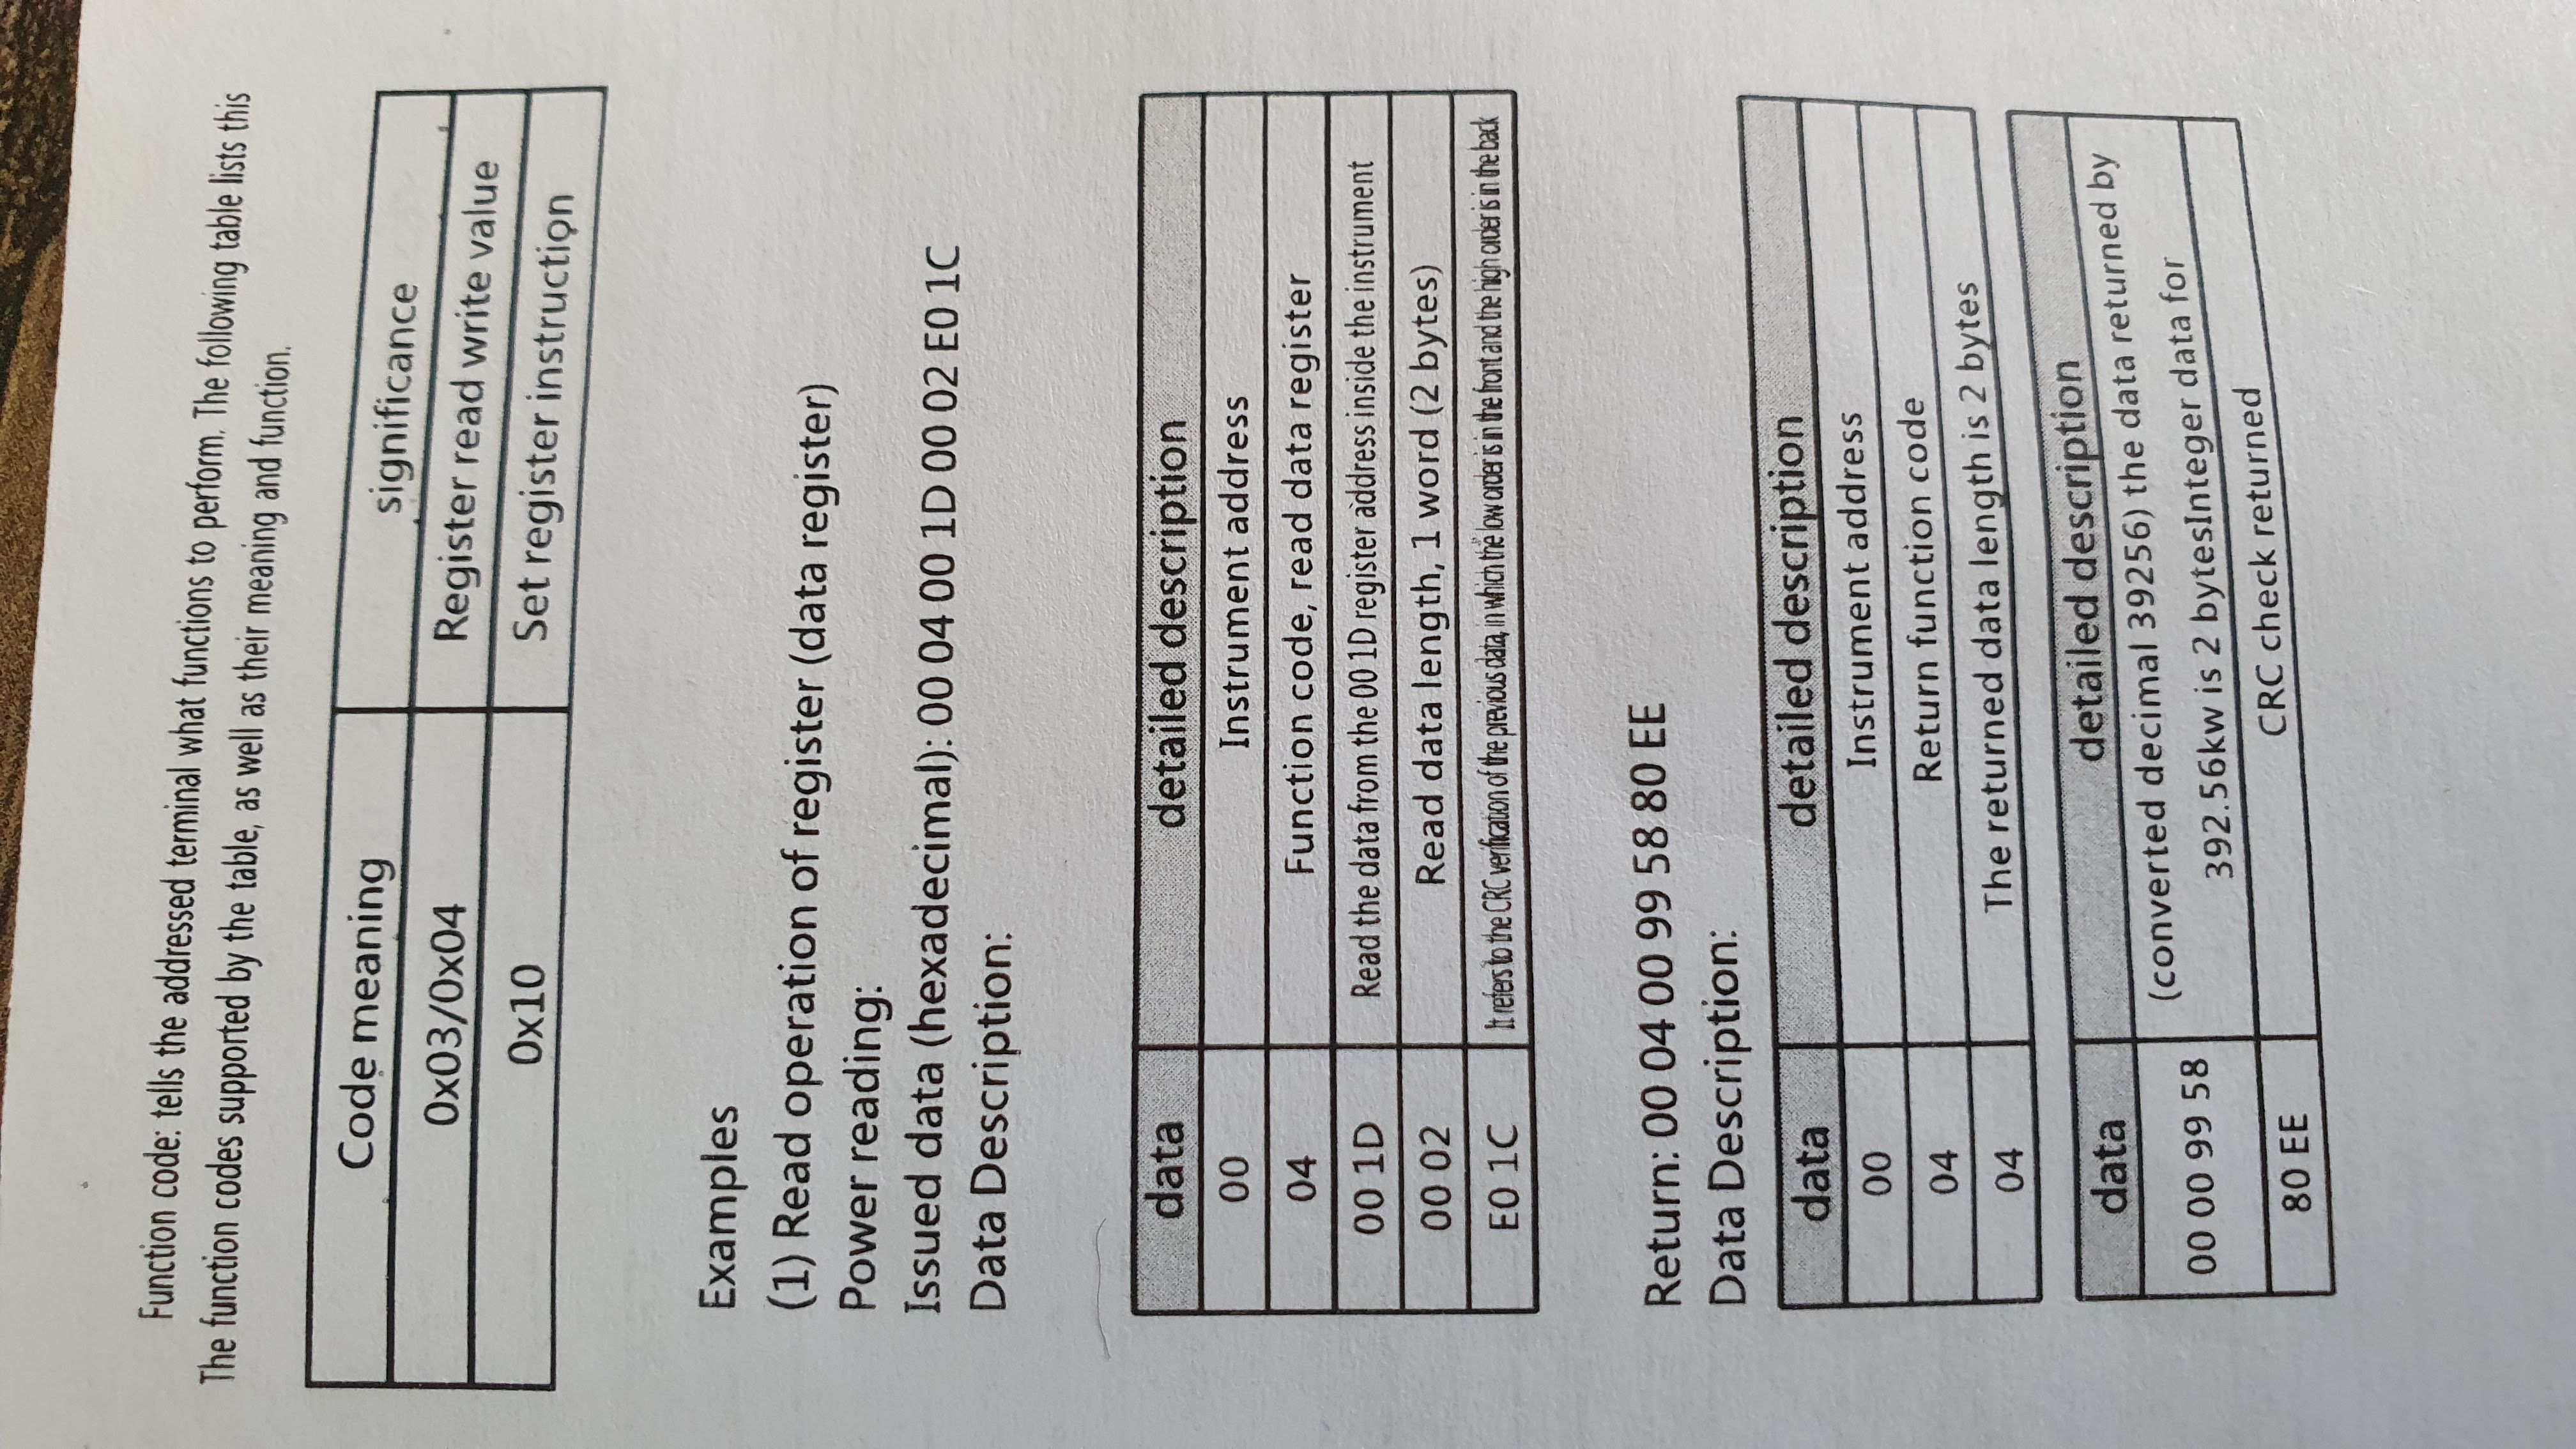 Function code: tells the addressed terminal what functions to perform. The following table lists this
The function codes supported by the table, as well as their meaning and function.
Code meaning significance
0x03/0x04 Register read write value
0x10 Set register instruction
Examples
(1) Read operation of register (data register)
Power reading:
Issued data (hexadecimal): 00 04 00 1D 00 02 E0 1C
Data Description:
data detailed description
00 Instrument address
04 Function code, read data register
00 1D Read the data from the 00 1D register address inside the instrument
00 02 Read data length, 1 word (2 bytes)
E0 1C It refers to the CRC verification of the previous data, in which the low order is in the front and the high order is in the back
Return: 00 04 00 99 58 80 EE
Data Description:
data detailed description
00 Instrument address
04 Return function code
04 The returned data length is 2 bytes
data detailed description
00 00 99 58 (converted decimal 39256) the data returned by
392.56kw is 2 bytesInteger data for
80 EE CRC check returned